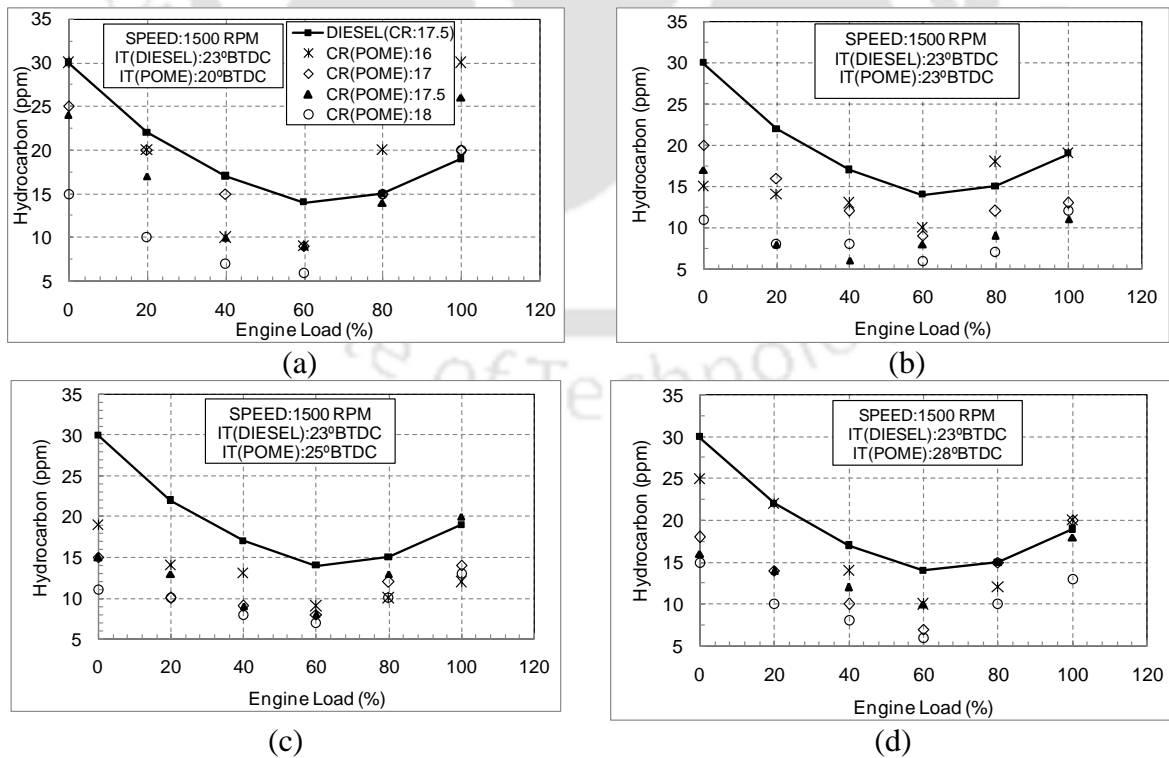 35
30
25
20
15
10
5
Hydrocarbon (ppm)
SPEED:1500 RPM
IT(DIESEL):23ºBTDC
IT(POME):20ºBTDC
DIESEL(CR:17.5)
CR(POME):16
CR(POME):17
CR(POME):17.5
CR(POME):18
0 20 40 60 80 100 120
Engine Load (%)
(a)
35
30
25
20
15
10
5
Hydrocarbon (ppm)
SPEED:1500 RPM
IT(DIESEL):23ºBTDC
IT(POME):23ºBTDC
0 20 40 60 80 100 120
Engine Load (%)
(b)
te of Technolo
35
30
25
20
15
10
5
Hydrocarbon (ppm)
SPEED:1500 RPM
IT(DIESEL):23ºBTDC
IT(POME):25ºBTDC
0 20 40 60 80 100 120
Engine Load (%)
(c)
35
30
25
20
15
10
5
Hydrocarbon (ppm)
SPEED:1500 RPM
IT(DIESEL):23ºBTDC
IT(POME):28ºBTDC
0 20 40 60 80 100 120
Engine Load (%)
(d)